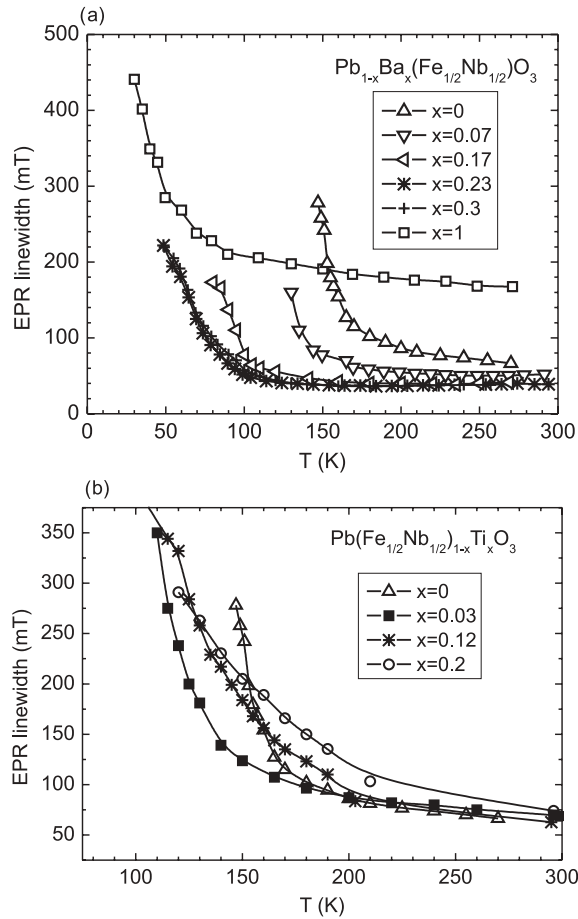 (a)
Pb1-xBax(Fe1/2Nb1/2)O3
x=0
x=0.07
x=0.17
x=0.23
x=0.3
x=1
EPR linewidth (mT)
500
400
300
200
100
0
0 50 100 150 200 250 300
T (K)
(b)
Pb(Fe1/2Nb1/2)1-xTixO3
x=0
x=0.03
x=0.12
x=0.2
EPR linewidth (mT)
350
300
250
200
150
100
50
100 150 200 250 300
T (K)